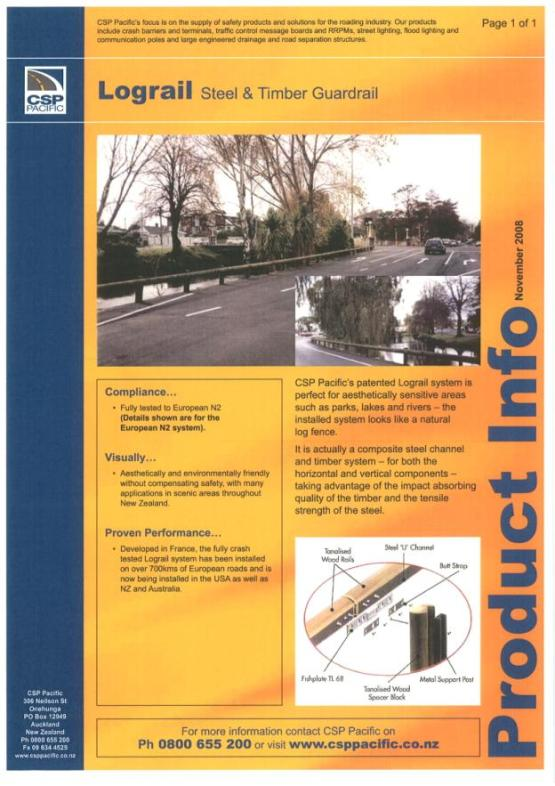 CSP Pacific's focus is on the supply of safety products and solutions for the roading industry. Our products
include crash barriers and terminals, traffic control message boards and RRPMs, street lighting, flood lighting and
communication poles and large engineered drainage and road separation structures.
Page 1 of 1
CSP
PACIFIC
Lograil Steel & Timber Guardrail
Product Info November 2008
Compliance…
• Fully tested to European N2
(Details shown are for the
European N2 system).
Visually…
• Aesthetically and environmentally friendly
without compensating safety, with many
applications in scenic areas throughout
New Zealand.
Proven Performance…
• Developed in France, the fully crash
tested Lograil system has been installed
on over 700kms of European roads and is
now being installed in the USA as well as
NZ and Australia.
CSP Pacific's patented Lograil system is
perfect for aesthetically sensitive areas
such as parks, lakes and rivers – the
installed system looks like a natural
log fence.
It is actually a composite steel channel
and timber system – for both the
horizontal and vertical components –
taking advantage of the impact absorbing
quality of the timber and the tensile
strength of the steel.
Tanalised
Wood Rails
Steel 'U' Channel
Butt Strap
Fishplate TL 68
Tanalised Wood
Spacer Block
Metal Support Post
CSP Pacific
306 Neilson St
Onehunga
PO Box 12949
Auckland
New Zealand
Ph 0800 655 200
Fx 09 634 4525
www.csppacific.co.nz
For more information contact CSP Pacific on
Ph 0800 655 200 or visit www.csppacific.co.nz